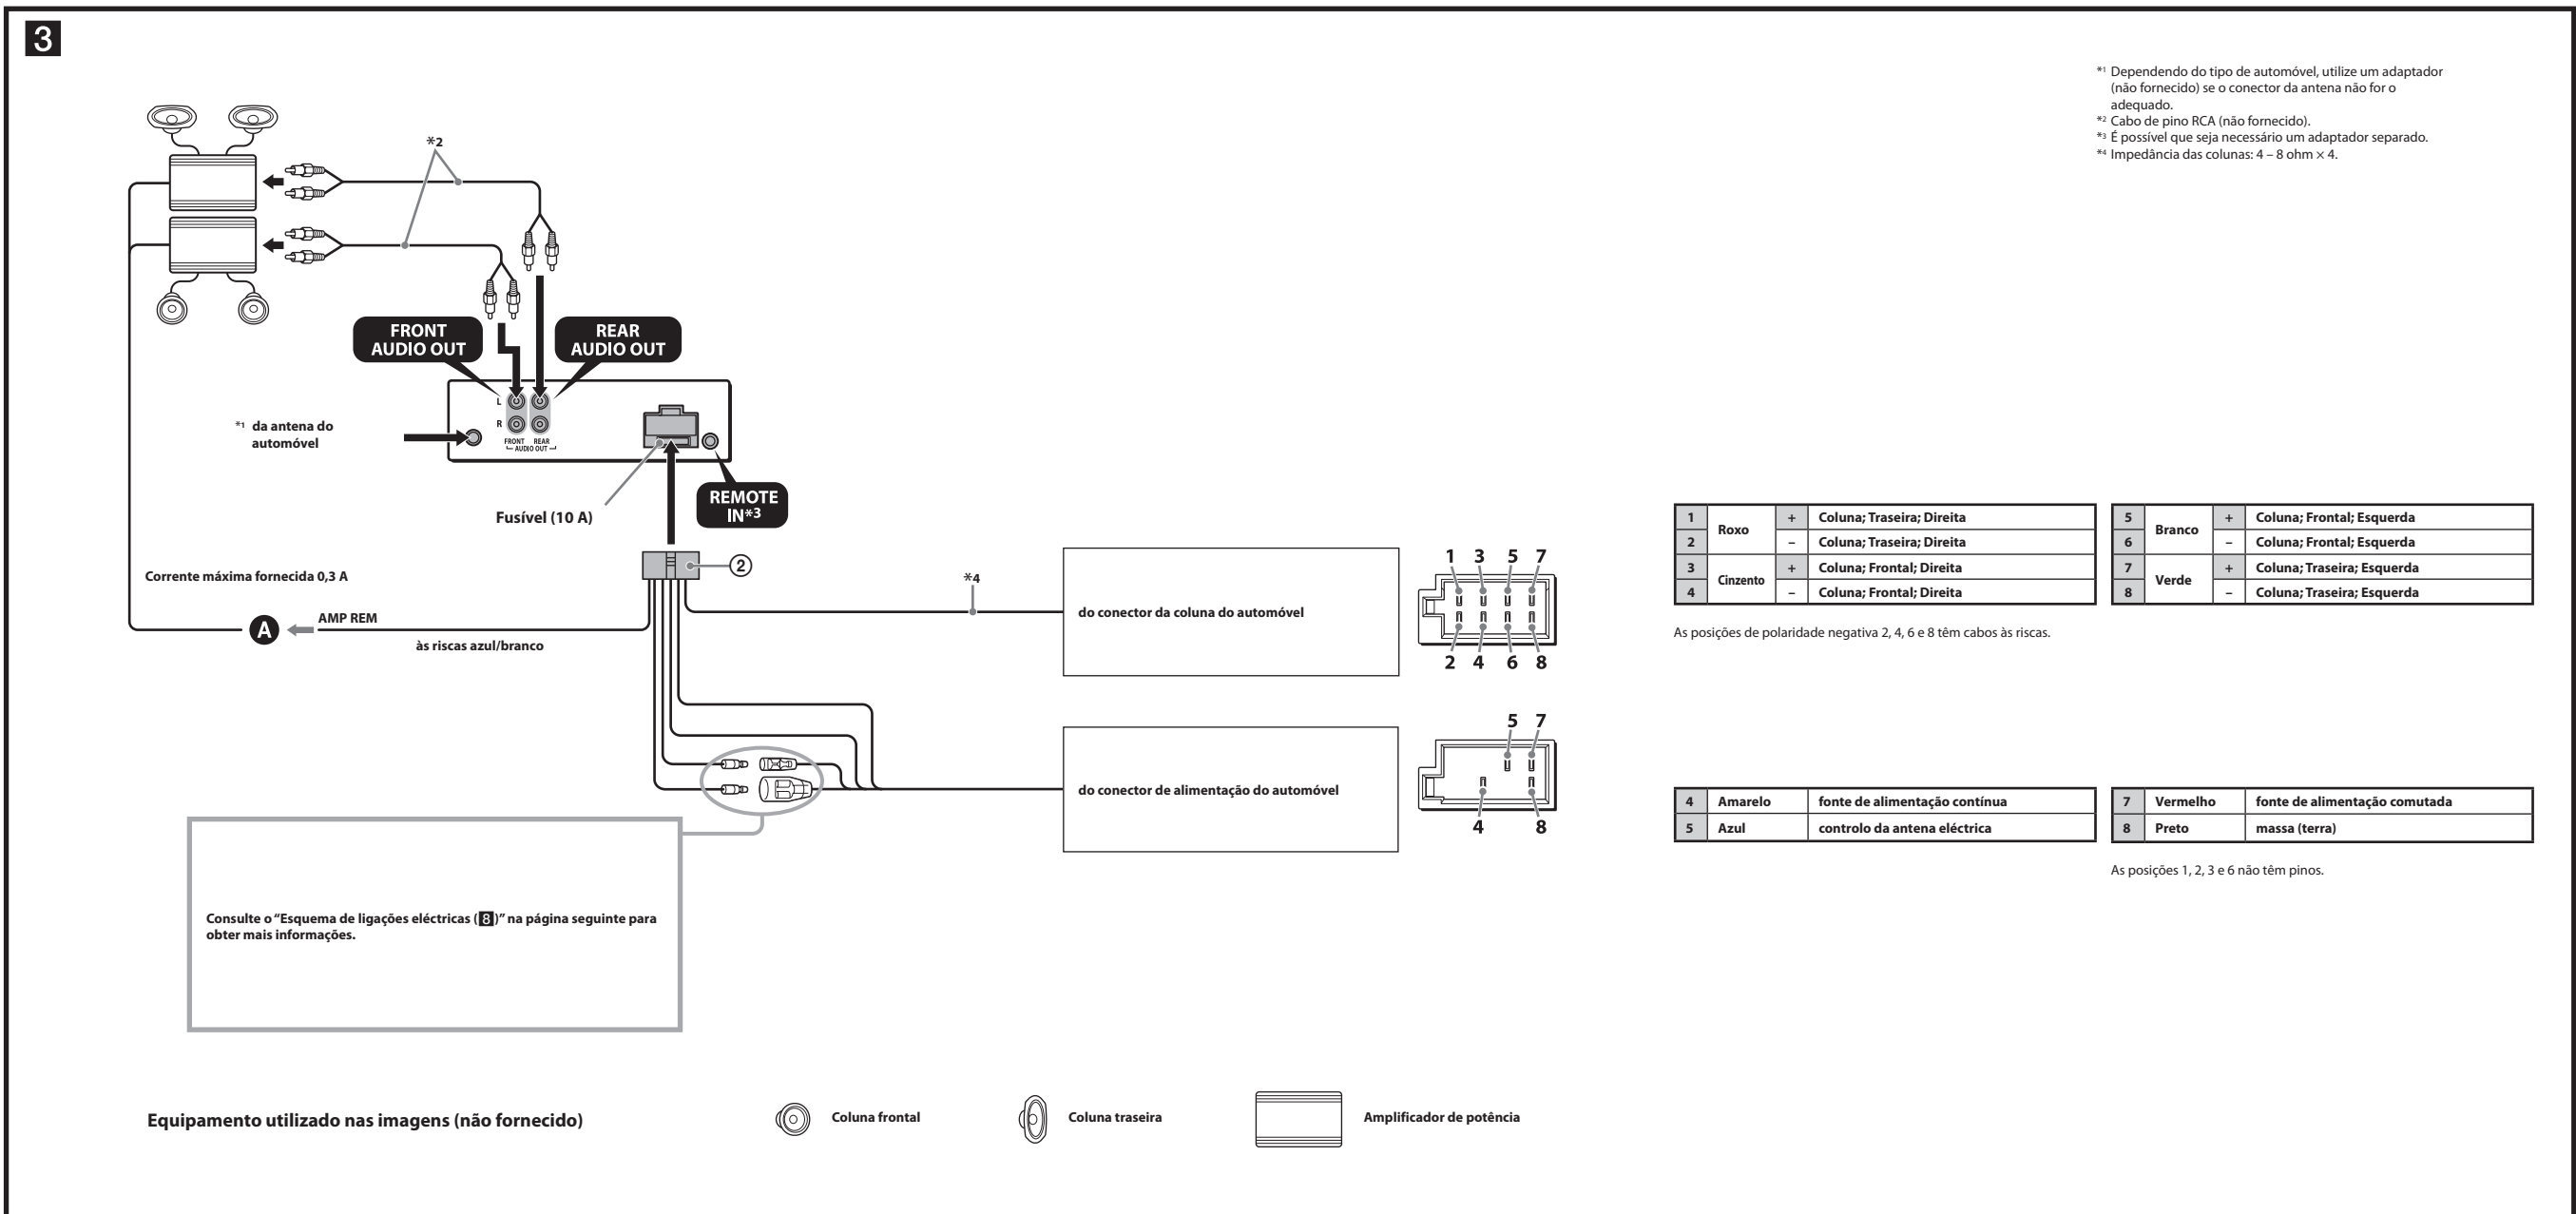 3
*1 Dependendo do tipo de automóvel, utilize um adaptador
(não fornecido) se o conector da antena não for o
adequado.
*2 Cabo de pino RCA (não fornecido).
*3 É possível que seja necessário um adaptador separado.
*4 Impedância das colunas: 4 – 8 ohm × 4.
*2
FRONT
AUDIO OUT
REAR
AUDIO OUT
L
R
FRONT REAR
AUDIO OUT
*1 da antena do
automóvel
Fusível (10 A)
REMOTE
IN*3
2
Corrente máxima fornecida 0,3 A
A
AMP REM
às riscas azul/branco
*4
do conector da coluna do automóvel
1 3 5 7
2 4 6 8
1 Roxo + Coluna; Traseira; Direita
2 – Coluna; Traseira; Direita
3 Cinzento + Coluna; Frontal; Direita
4 – Coluna; Frontal; Direita
5 Branco + Coluna; Frontal; Esquerda
6 – Coluna; Frontal; Esquerda
7 Verde + Coluna; Traseira; Esquerda
8 – Coluna; Traseira; Esquerda
As posições de polaridade negativa 2, 4, 6 e 8 têm cabos às riscas.
do conector de alimentação do automóvel
5 7
4 8
4 Amarelo fonte de alimentação contínua
5 Azul controlo da antena eléctrica
7 Vermelho fonte de alimentação comutada
8 Preto massa (terra)
As posições 1, 2, 3 e 6 não têm pinos.
Consulte o “Esquema de ligações eléctricas (8)” na página seguinte para
obter mais informações.
Equipamento utilizado nas imagens (não fornecido)
Coluna frontal
Coluna traseira
Amplificador de potência